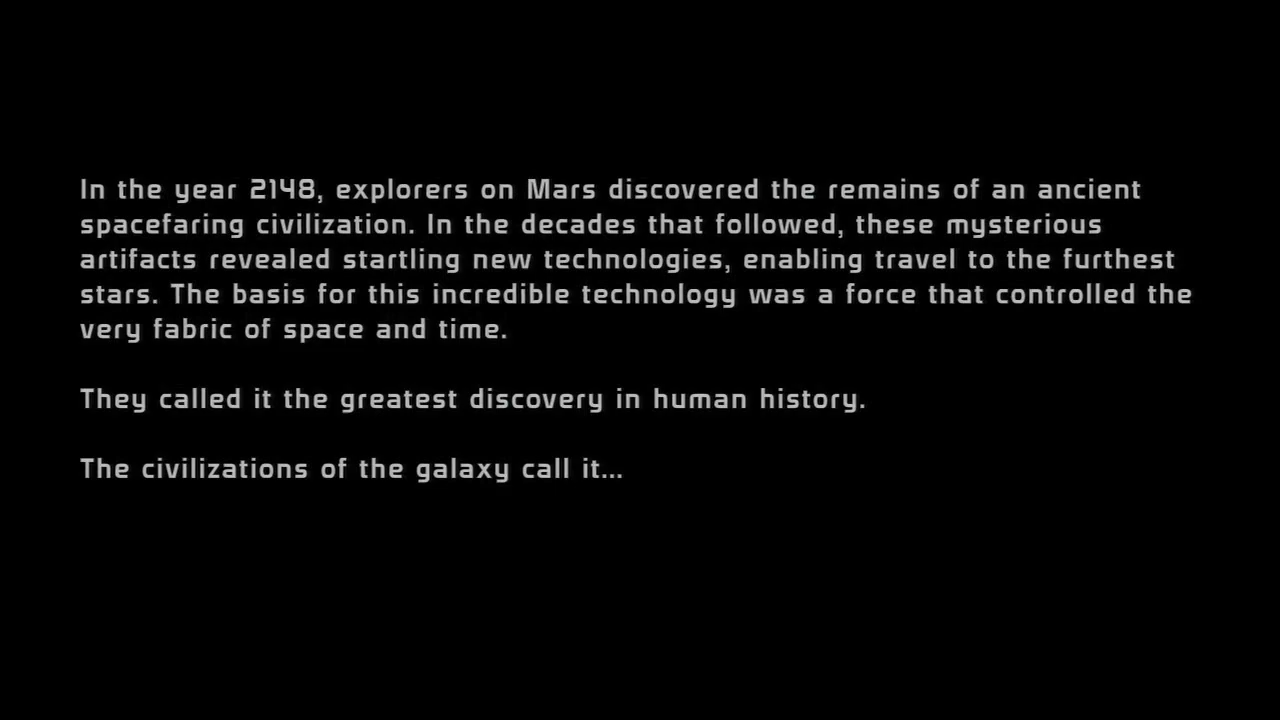 In the year 2148, explorers on Mars discovered the remains of an ancient
spacefaring civilization. In the decades that followed, these mysterious
artifacts revealed startling new technologies, enabling travel to the furthest
stars. The basis for this incredible technology was a force that controlled the
very fabric of space and time.
They called it the greatest discovery in human history.
The civilizations of the galaxy call it...